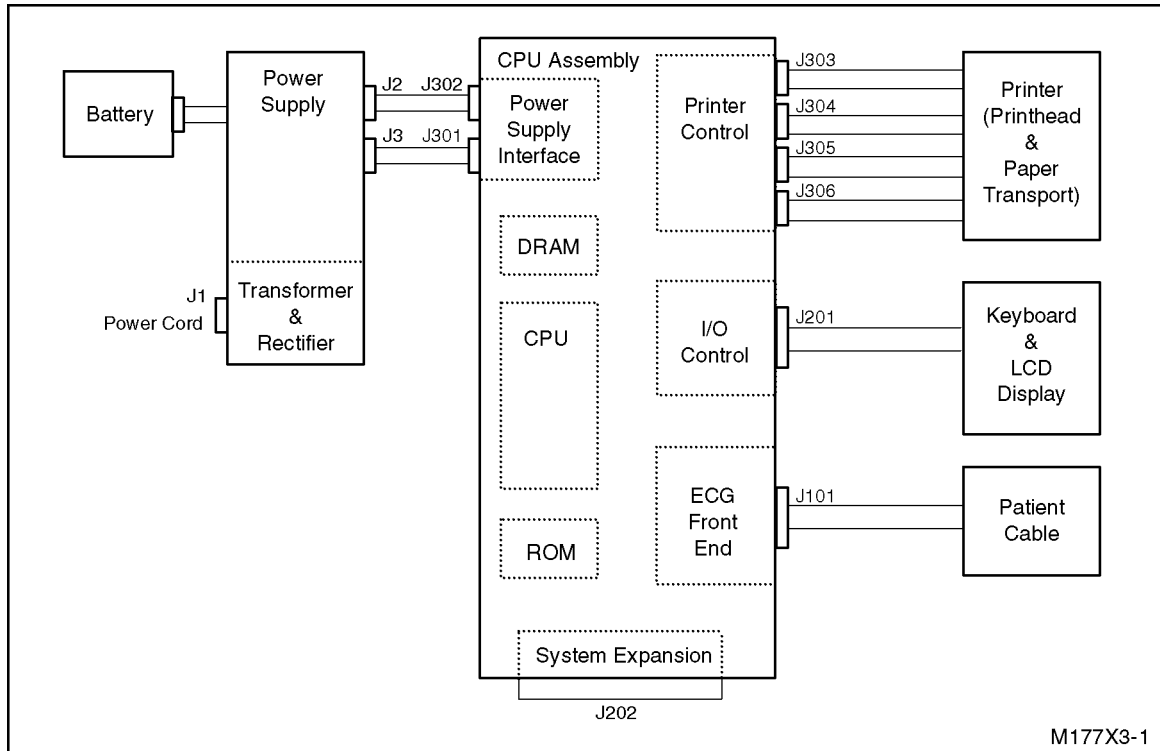 Battery
Power
Supply
J1
Power Cord
Transformer
&
Rectifier
J2
J302
J3
J301
CPU Assembly
Power
Supply
Interface
DRAM
CPU
ROM
System Expansion
J202
Printer
Control
I/O
Control
ECG
Front
End
J303
J304
J305
J306
J201
J101
Printer
(Printhead
&
Paper
Transport)
Keyboard
&
LCD
Display
Patient
Cable
M177X3-1